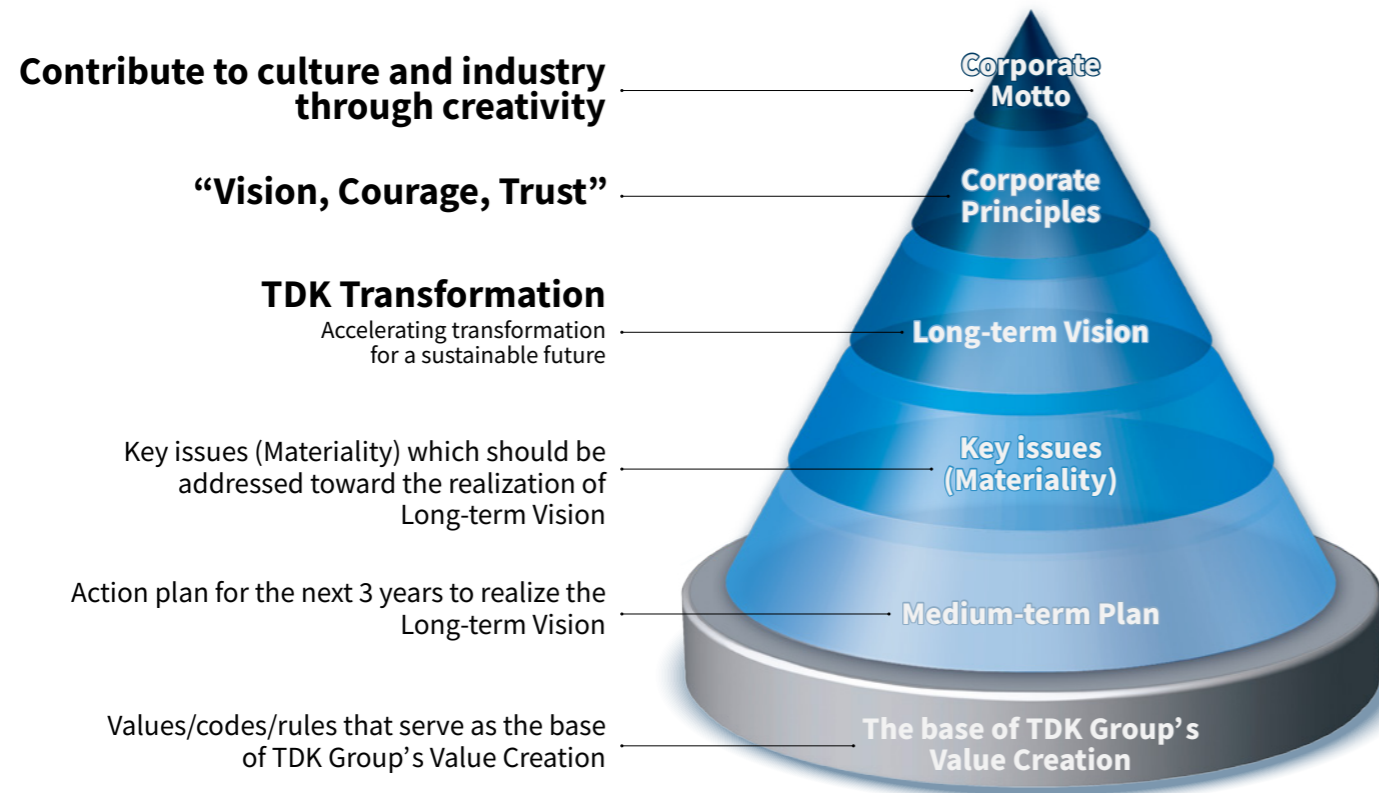 Contribute to culture and industry
through creativity
Corporate
Motto
“Vision, Courage, Trust”
Corporate
Principles
TDK Transformation
Accelerating transformation
for a sustainable future
Long-term Vision
Key issues (Materiality) which should be
addressed toward the realization of
Long-term Vision
Key issues
(Materiality)
Action plan for the next 3 years to realize the
Long-term Vision
Medium-term Plan
Values/codes/rules that serve as the base
of TDK Group’s Value Creation
The base of TDK Group’s
Value Creation